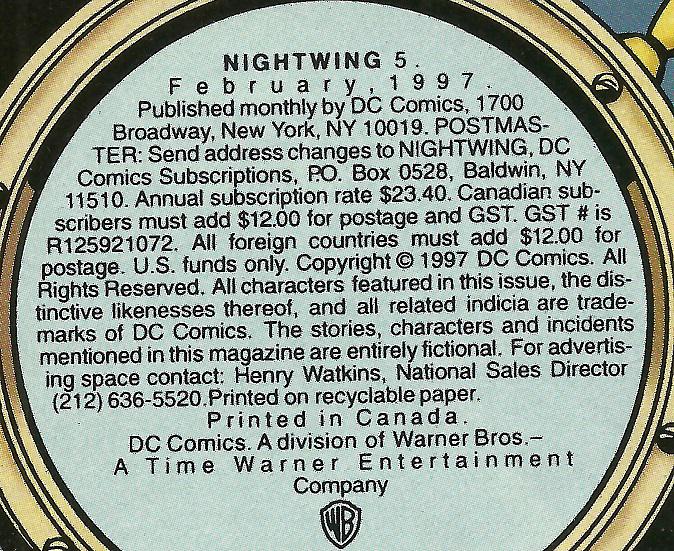 NIGHTWING 5.
February, 1997.
Published monthly by DC Comics, 1700
Broadway, New York, NY 10019. POSTMAS-
TER: Send address changes to NIGHTWING, DC
Comics Subscriptions, P.O. Box 0528, Baldwin, NY
11510. Annual subscription rate $23.40. Canadian sub-
scribers must add $12.00 for postage and GST. GST # is
R125921072. All foreign countries must add $12.00 for
postage. U.S. funds only. Copyright © 1997 DC Comics. All
Rights Reserved. All characters featured in this issue, the dis-
tinctive likenesses thereof, and all related indicia are trade-
marks of DC Comics. The stories, characters and incidents
mentioned in this magazine are entirely fictional. For advertis-
ing space contact: Henry Watkins, National Sales Director
(212) 636-5520.Printed on recyclable paper.
Printed in Canada.
DC Comics. A division of Warner Bros.–
A Time Warner Entertainment
Company
WB